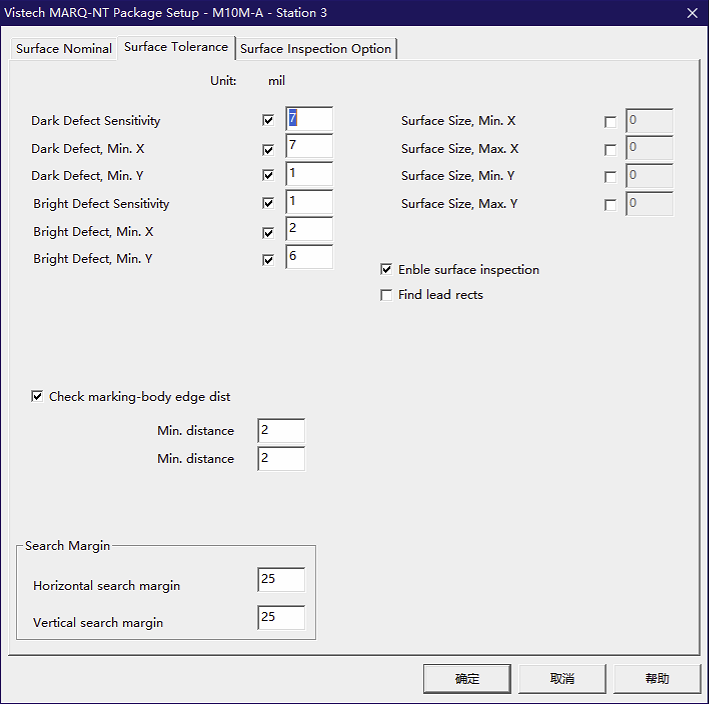 Vistech MARQ-NT Package Setup - M10M-A - Station 3
Surface Nominal
Surface Tolerance
Surface Inspection Option
Unit: mil
Dark Defect Sensitivity 7
Dark Defect, Min. X 7
Dark Defect, Min. Y 1
Bright Defect Sensitivity 1
Bright Defect, Min. X 2
Bright Defect, Min. Y 6
Surface Size, Min. X 0
Surface Size, Max. X 0
Surface Size, Min. Y 0
Surface Size, Max. Y 0
Enble surface inspection
Find lead rects
Check marking-body edge dist
Min. distance 2
Min. distance 2
Search Margin
Horizontal search margin 25
Vertical search margin 25
确定
取消
帮助